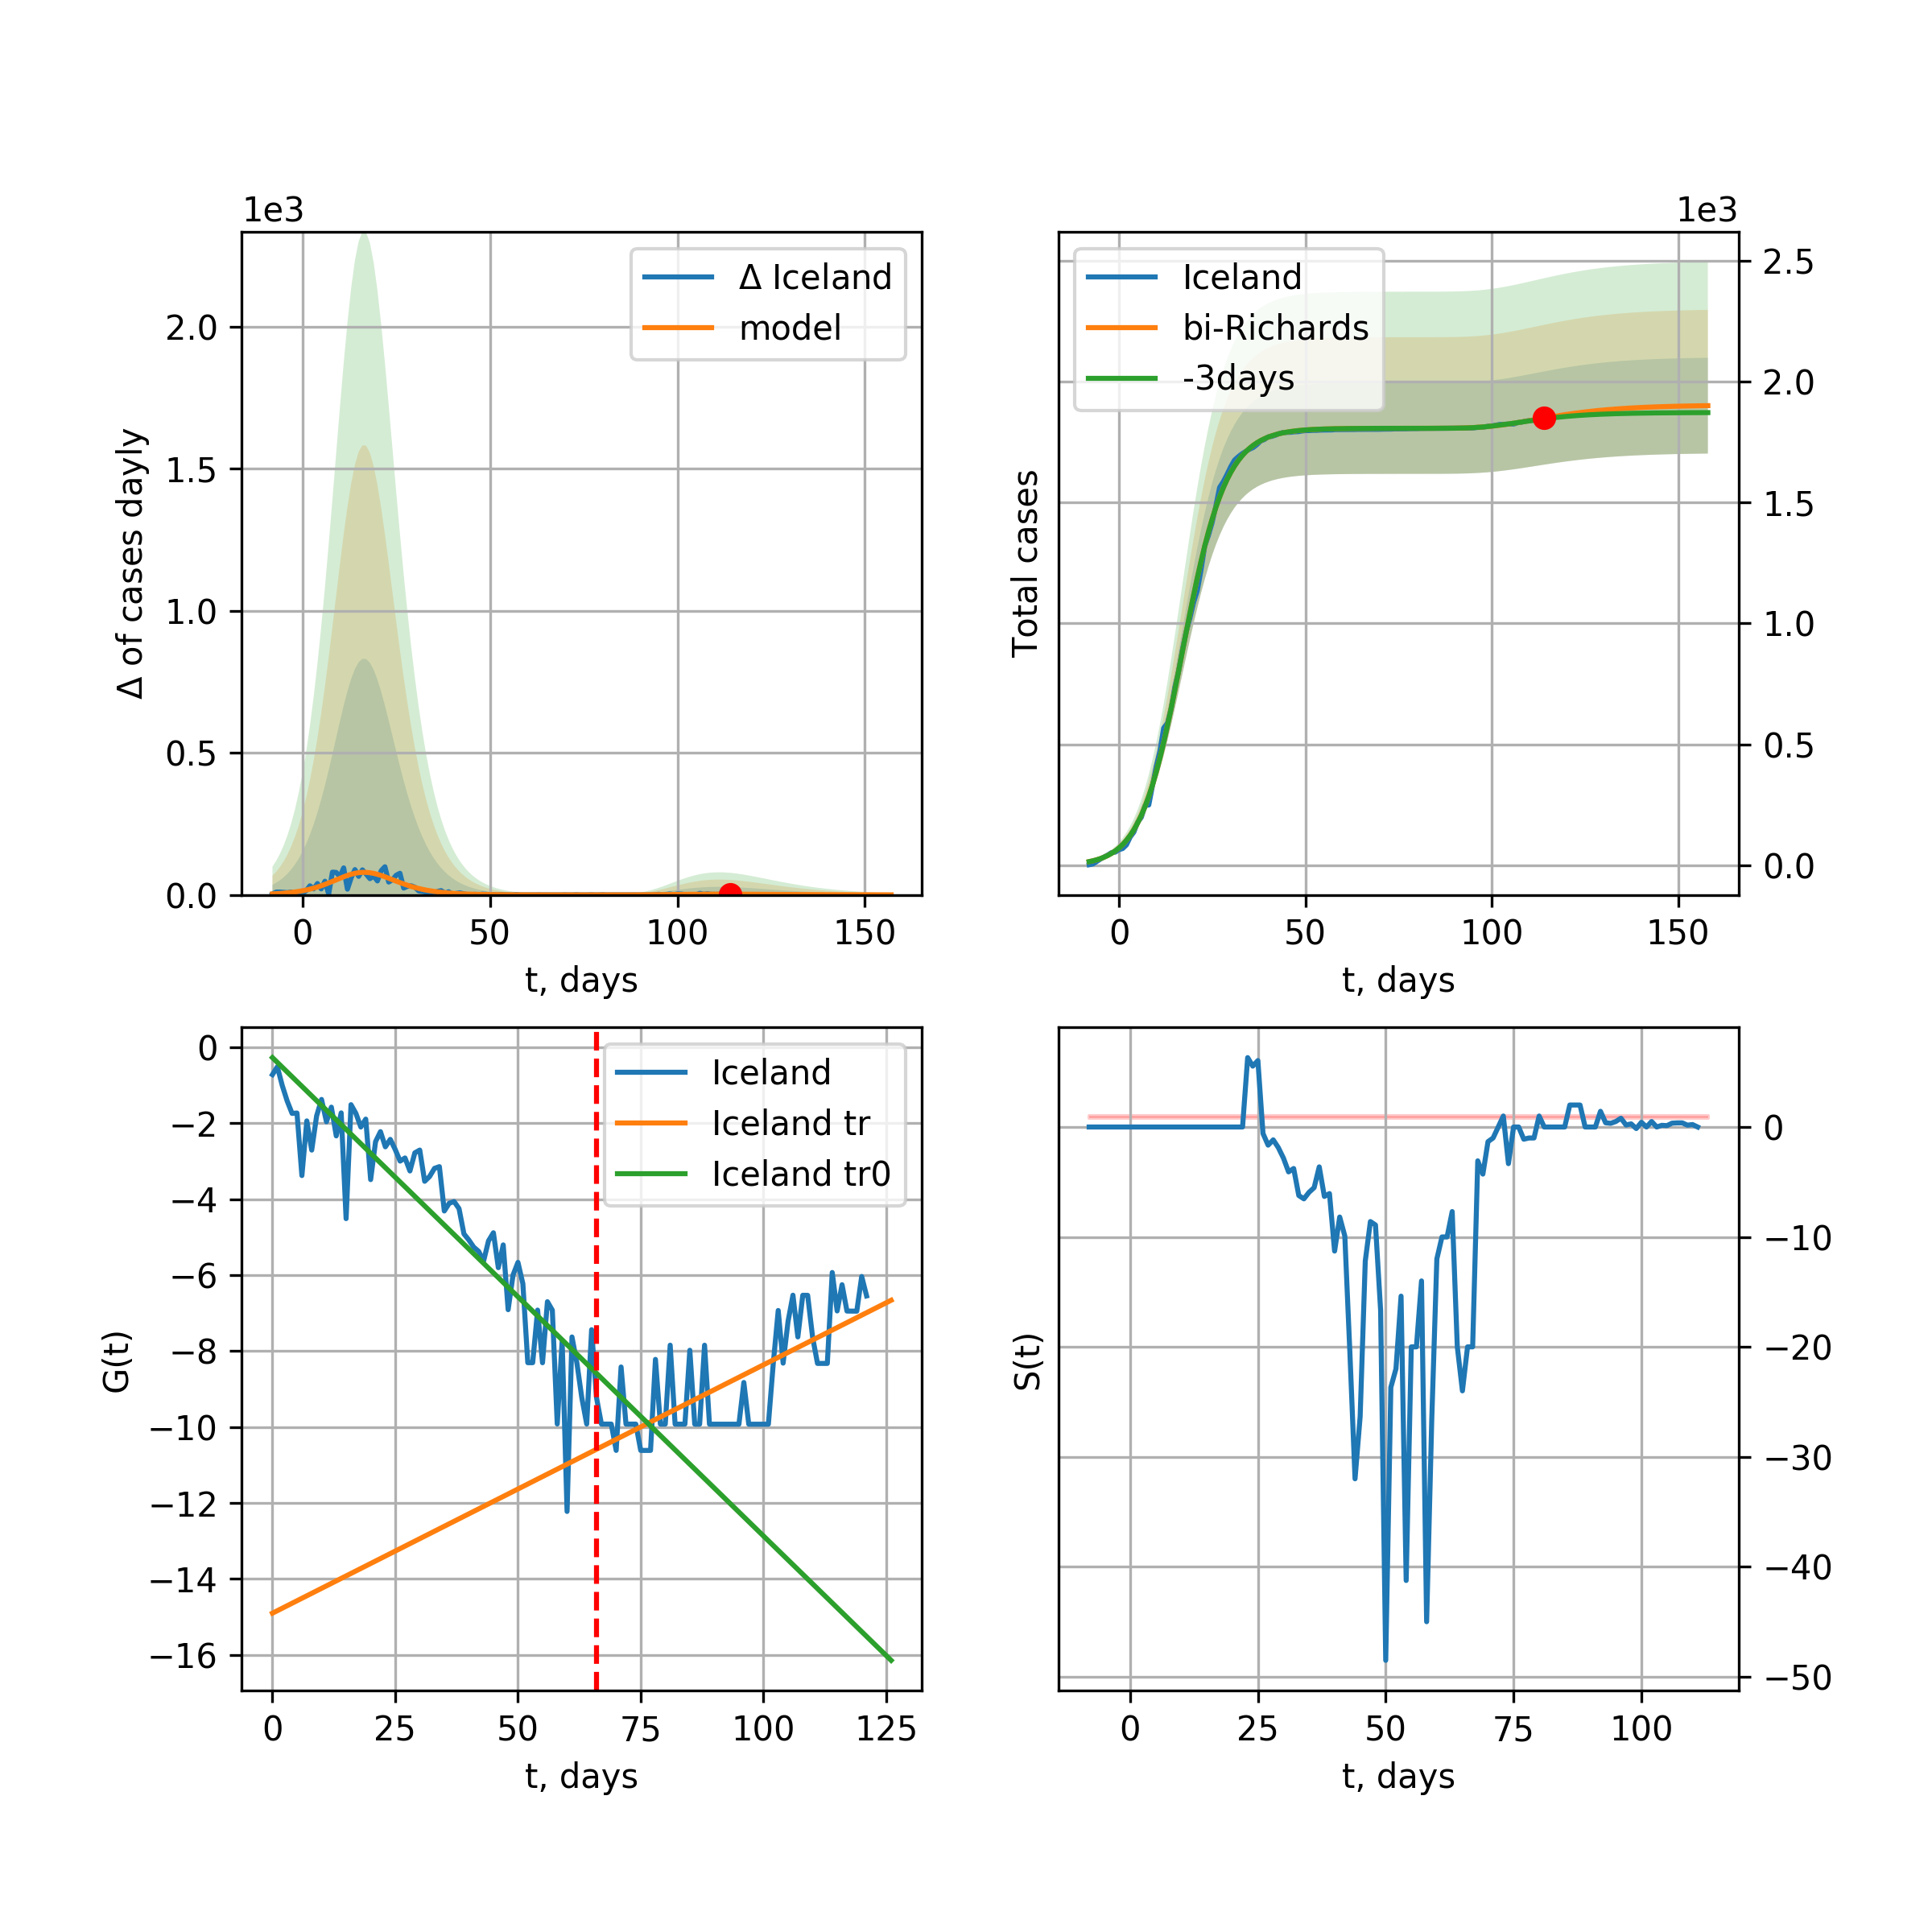 1e3
Δ of cases dayly
2.0
1.5
1.0
0.5
0.0
Δ Iceland
model
0 50 100 150
t, days
1e3
Total cases
Iceland
bi-Richards
-3days
2.5
2.0
1.5
1.0
0.5
0.0
0 50 100 150
t, days
G(t)
0
−2
−4
−6
−8
−10
−12
−14
−16
Iceland
Iceland tr
Iceland tr0
0 25 50 75 100 125
t, days
S(t)
0
−10
−20
−30
−40
−50
0 25 50 75 100
t, days